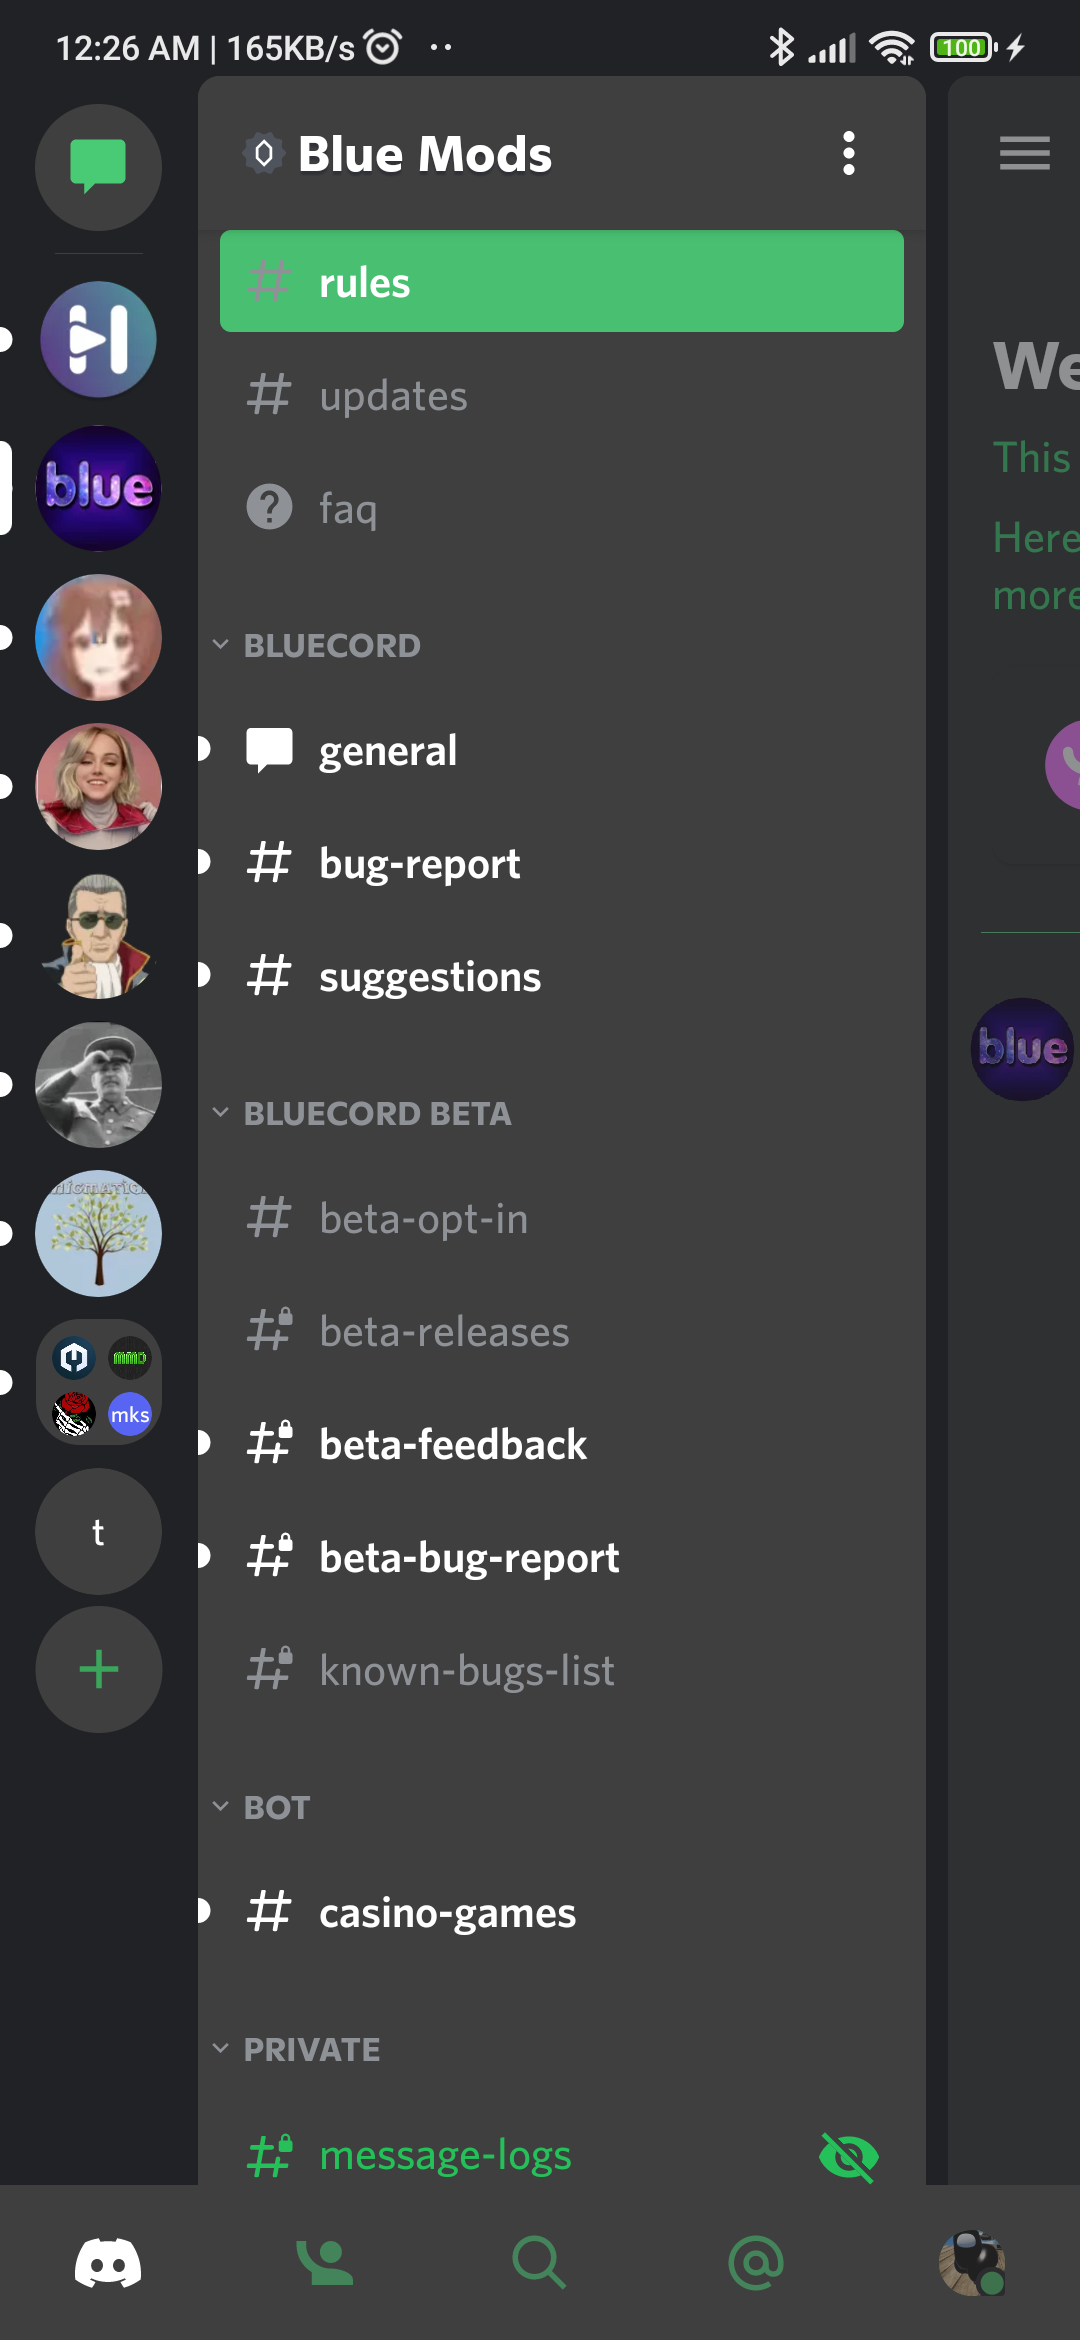 12:26 AM | 165KB/s
100
Blue Mods
rules
updates
faq
BLUECORD
general
bug-report
suggestions
BLUECORD BETA
beta-opt-in
beta-releases
beta-feedback
beta-bug-report
known-bugs-list
BOT
casino-games
PRIVATE
message-logs
blue
mmd
mks
t
We
This
Here
more
blue